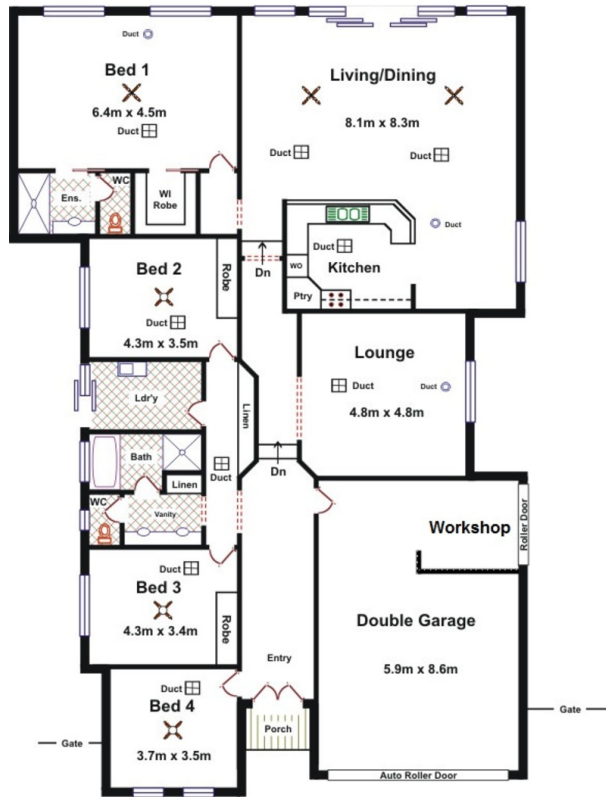 Duct
Bed 1
6.4m x 4.5m
Duct
Living/Dining
8.1m x 8.3m
Duct
Duct
WC
Ens.
WI
Robe
Duct
Duct
WO
Kitchen
Ptry
Dn
Bed 2
Robe
Duct
4.3m x 3.5m
Lounge
Duct
Duct
4.8m x 4.8m
Ldr'y
Linen
Bath
Linen
Duct
Dn
WC
Vanity
Workshop
Roller Door
Duct
Bed 3
4.3m x 3.4m
Robe
Double Garage
5.9m x 8.6m
Entry
Duct
Bed 4
3.7m x 3.5m
Porch
Gate
Gate
Auto Roller Door